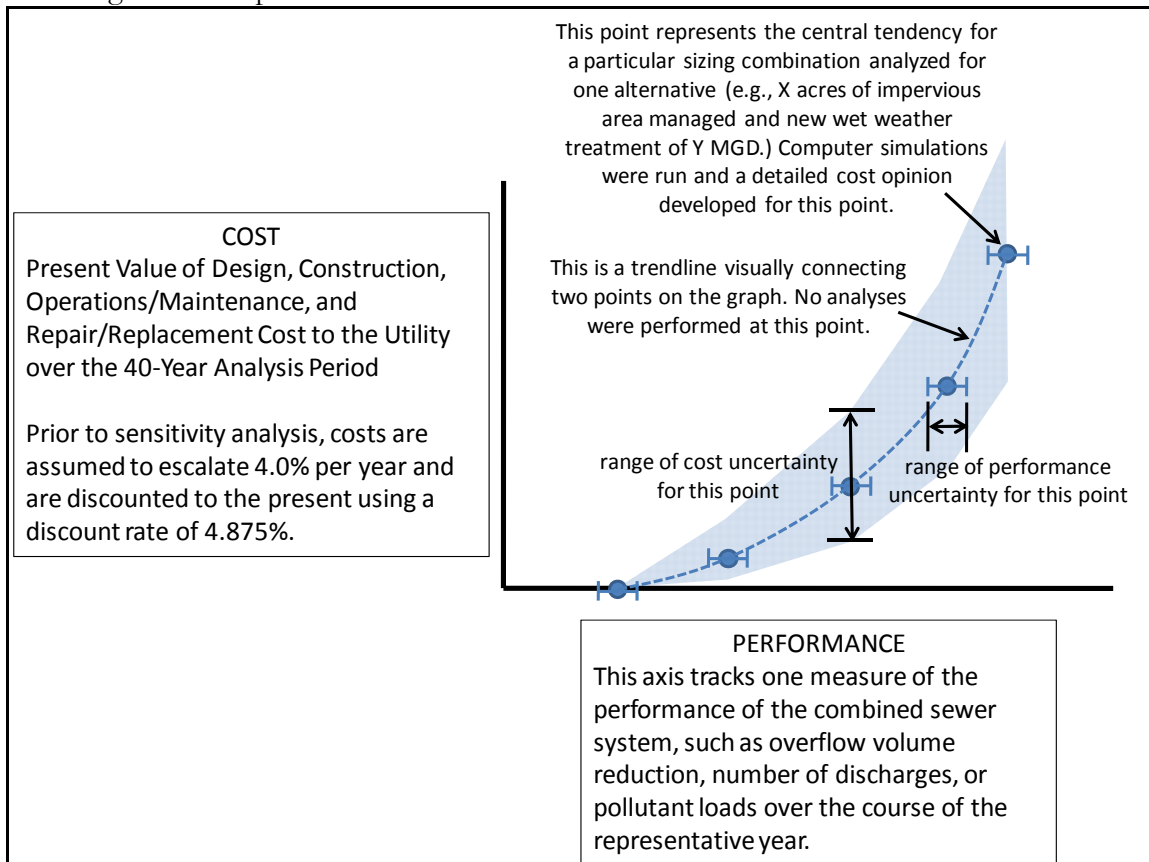 This point represents the central tendency for
a particular sizing combination analyzed for
one alternative (e.g., X acres of impervious
area managed and new wet weather
treatment of Y MGD.) Computer simulations
were run and a detailed cost opinion
developed for this point.
COST
Present Value of Design, Construction,
Operations/Maintenance, and
Repair/Replacement Cost to the Utility
over the 40-Year Analysis Period
Prior to sensitivity analysis, costs are
assumed to escalate 4.0% per year and
are discounted to the present using a
discount rate of 4.875%.
This is a trendline visually connecting
two points on the graph. No analyses
were performed at this point.
range of cost uncertainty
for this point
range of performance
uncertainty for this point
PERFORMANCE
This axis tracks one measure of the
performance of the combined sewer
system, such as overflow volume
reduction, number of discharges, or
pollutant loads over the course of the
representative year.